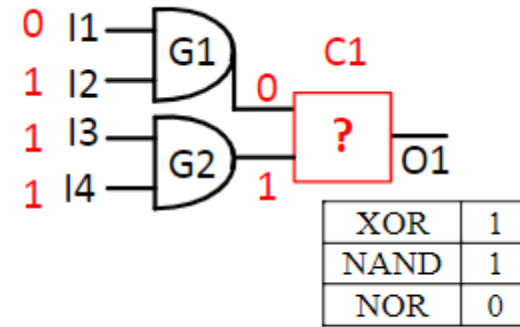 0 I1 G1 C1
1 I2 0
1 I3 ? O1
1 I4 G2 1
XOR 1
NAND 1
NOR 0